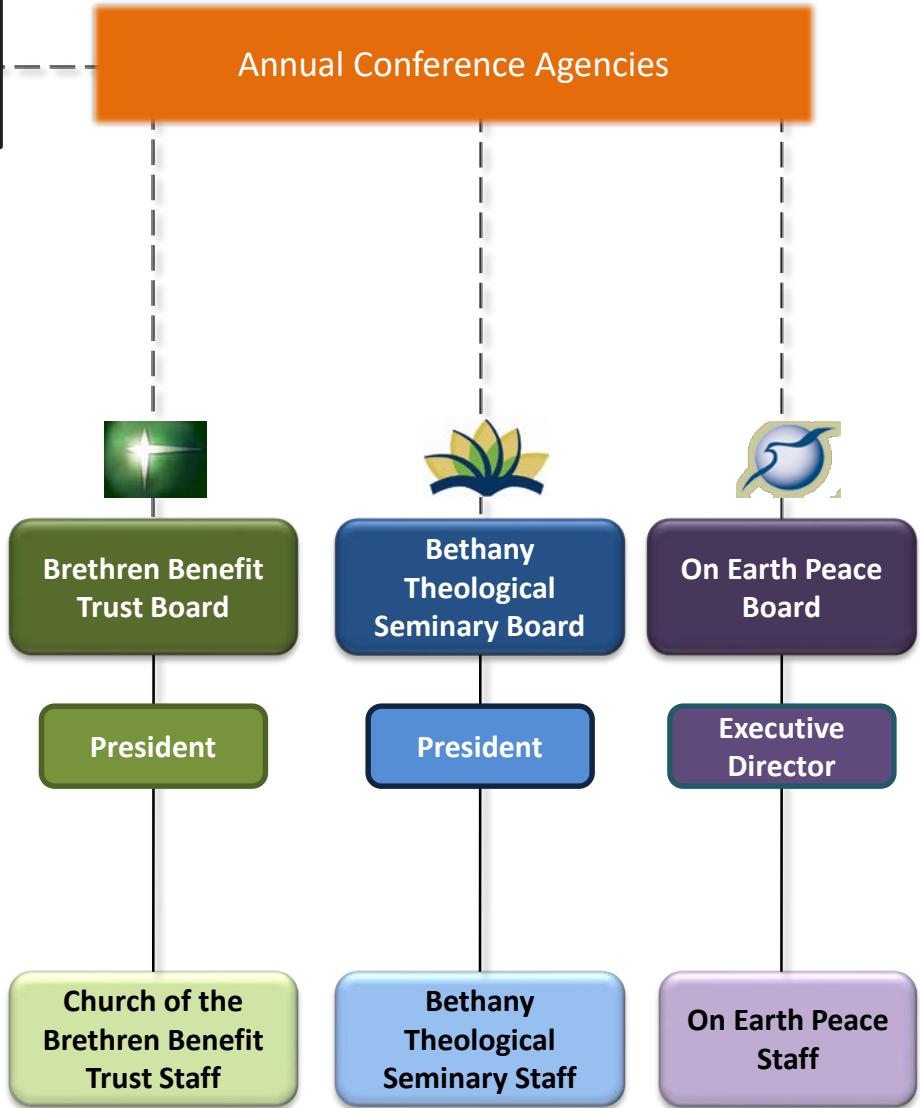 Annual Conference Agencies
Brethren Benefit
Trust Board
Bethany
Theological
Seminary Board
On Earth Peace
Board
President
President
Executive
Director
Church of the
Brethren Benefit
Trust Staff
Bethany
Theological
Seminary Staff
On Earth Peace
Staff